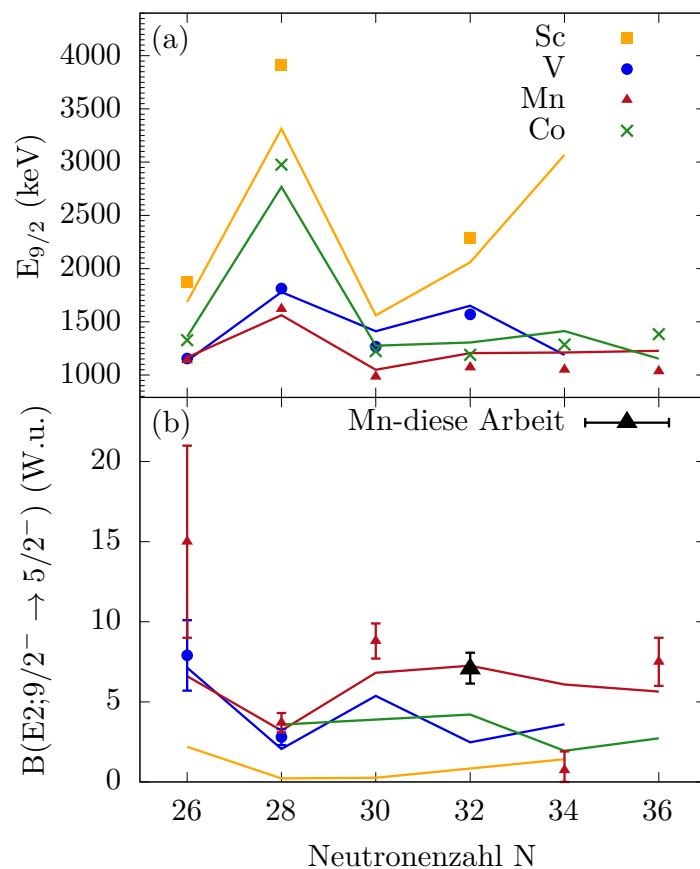 (a)
Sc
V
Mn
Co
E9/2 (keV)
4000
3500
3000
2500
2000
1500
1000
(b)
Mn-diese Arbeit
B(E2;9/2⁻ → 5/2⁻) (W.u.)
20
15
10
5
0
26 28 30 32 34 36
Neutronenzahl N